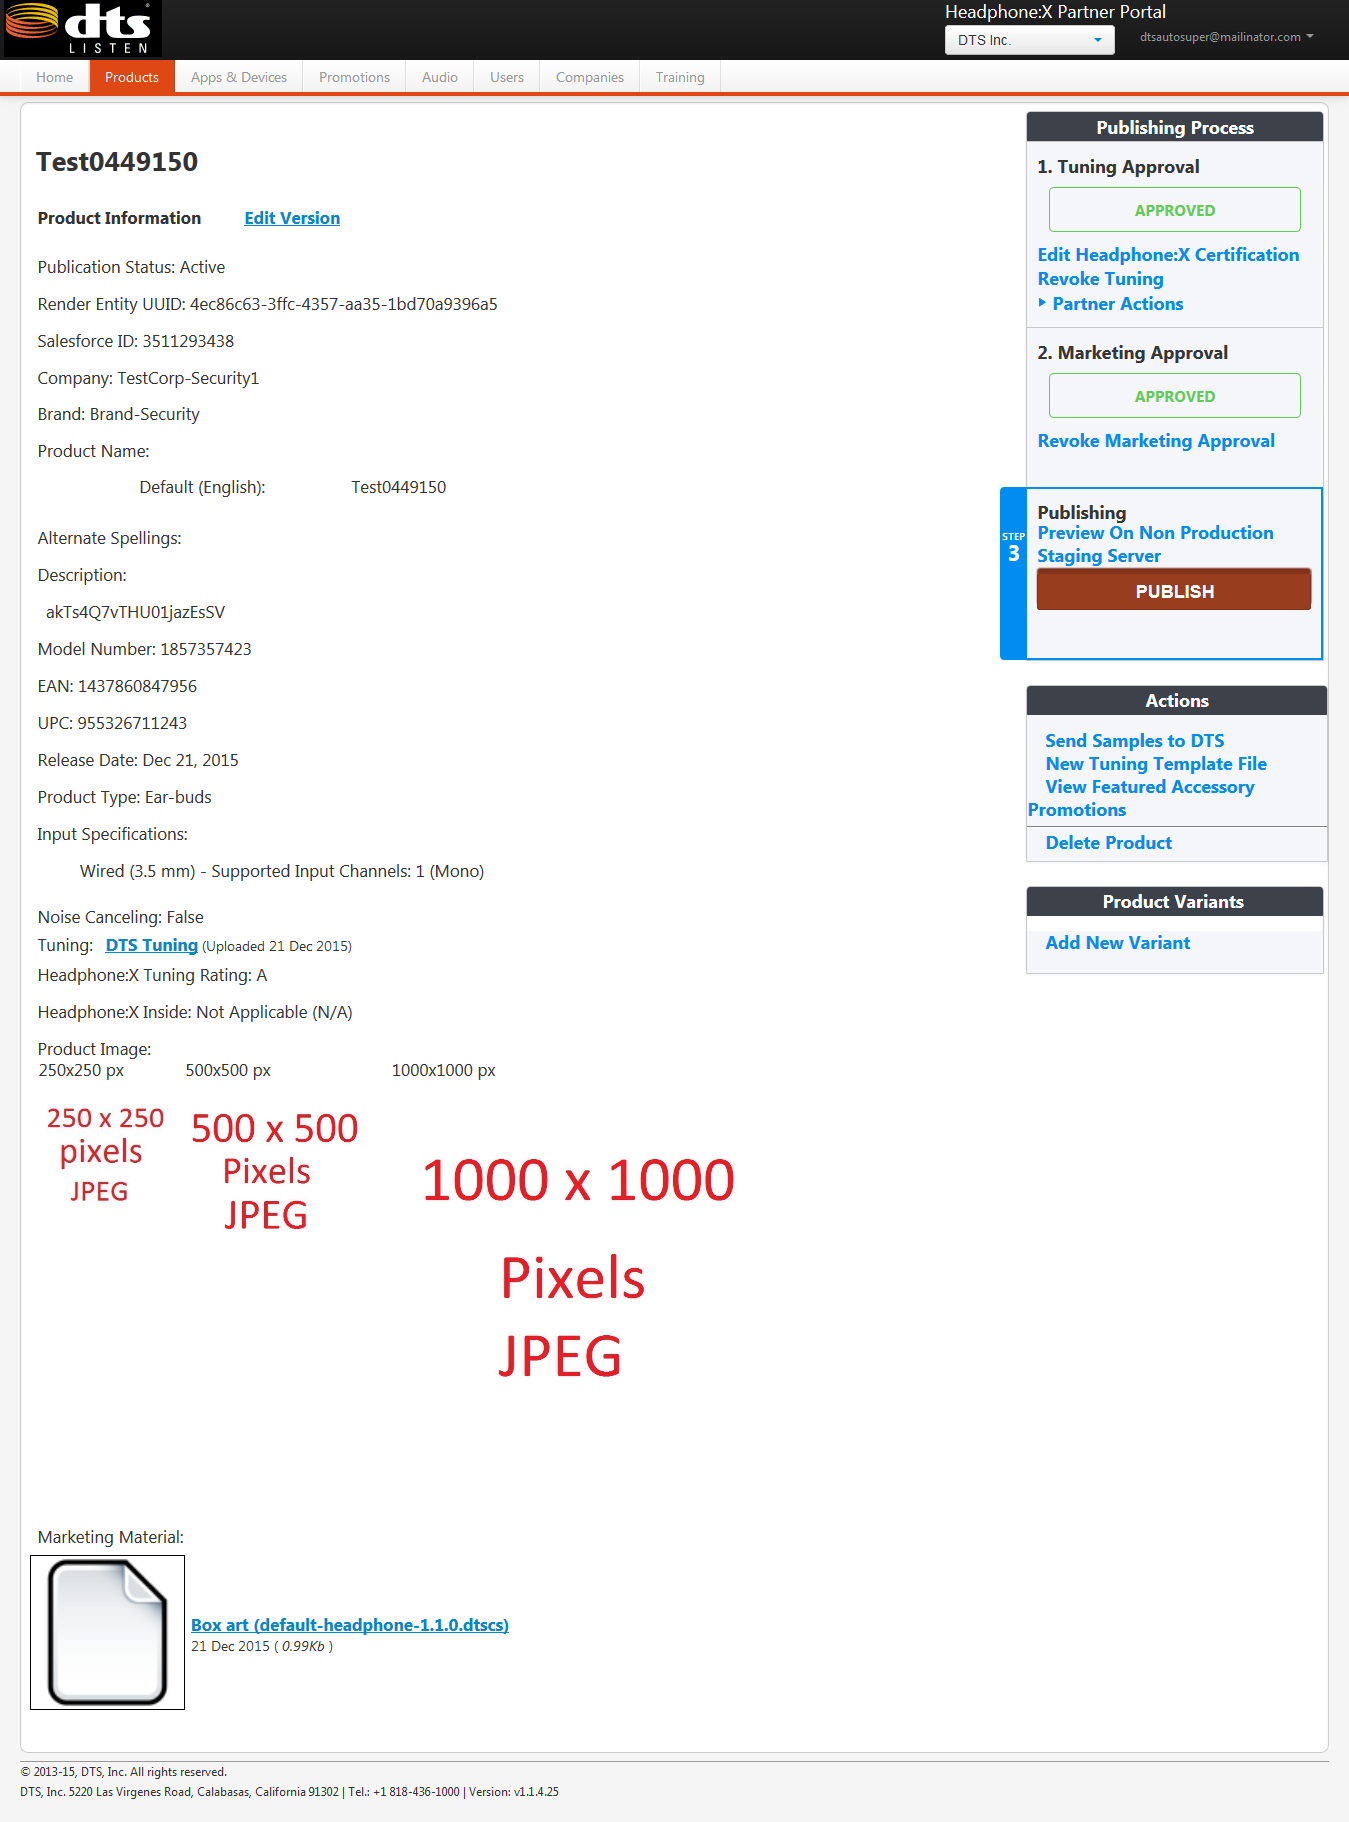 dts
LISTEN
Headphone:X Partner Portal
DTS Inc.
dtsautosuper@mailinator.com
Home
Products
Apps & Devices
Promotions
Audio
Users
Companies
Training
Test0449150
Product Information
Edit Version
Publication Status: Active
Render Entity UUID: 4ec86c63-3ffc-4357-aa35-1bd70a9396a5
Salesforce ID: 3511293438
Company: TestCorp-Security1
Brand: Brand-Security
Product Name:
Default (English):
Test0449150
Alternate Spellings:
Description:
akTs4Q7vTHU01jazEsSV
Model Number: 1857357423
EAN: 1437860847956
UPC: 955326711243
Release Date: Dec 21, 2015
Product Type: Ear-buds
Input Specifications:
Wired (3.5 mm) - Supported Input Channels: 1 (Mono)
Noise Canceling: False
Tuning: DTS Tuning (Uploaded 21 Dec 2015)
Headphone:X Tuning Rating: A
Headphone:X Inside: Not Applicable (N/A)
Product Image:
250x250 px
500x500 px
1000x1000 px
250 x 250
pixels
JPEG
500 x 500
Pixels
JPEG
1000 x 1000
Pixels
JPEG
Marketing Material:
Box art (default-headphone-1.1.0.dtscs)
21 Dec 2015 ( 0.99Kb )
Publishing Process
1. Tuning Approval
APPROVED
Edit Headphone:X Certification
Revoke Tuning
Partner Actions
2. Marketing Approval
APPROVED
Revoke Marketing Approval
STEP
3
Publishing
Preview On Non Production
Staging Server
PUBLISH
Actions
Send Samples to DTS
New Tuning Template File
View Featured Accessory
Promotions
Delete Product
Product Variants
Add New Variant
© 2013-15, DTS, Inc. All rights reserved.
DTS, Inc. 5220 Las Virgenes Road, Calabasas, California 91302 | Tel.: +1 818-436-1000 | Version: v1.1.4.25